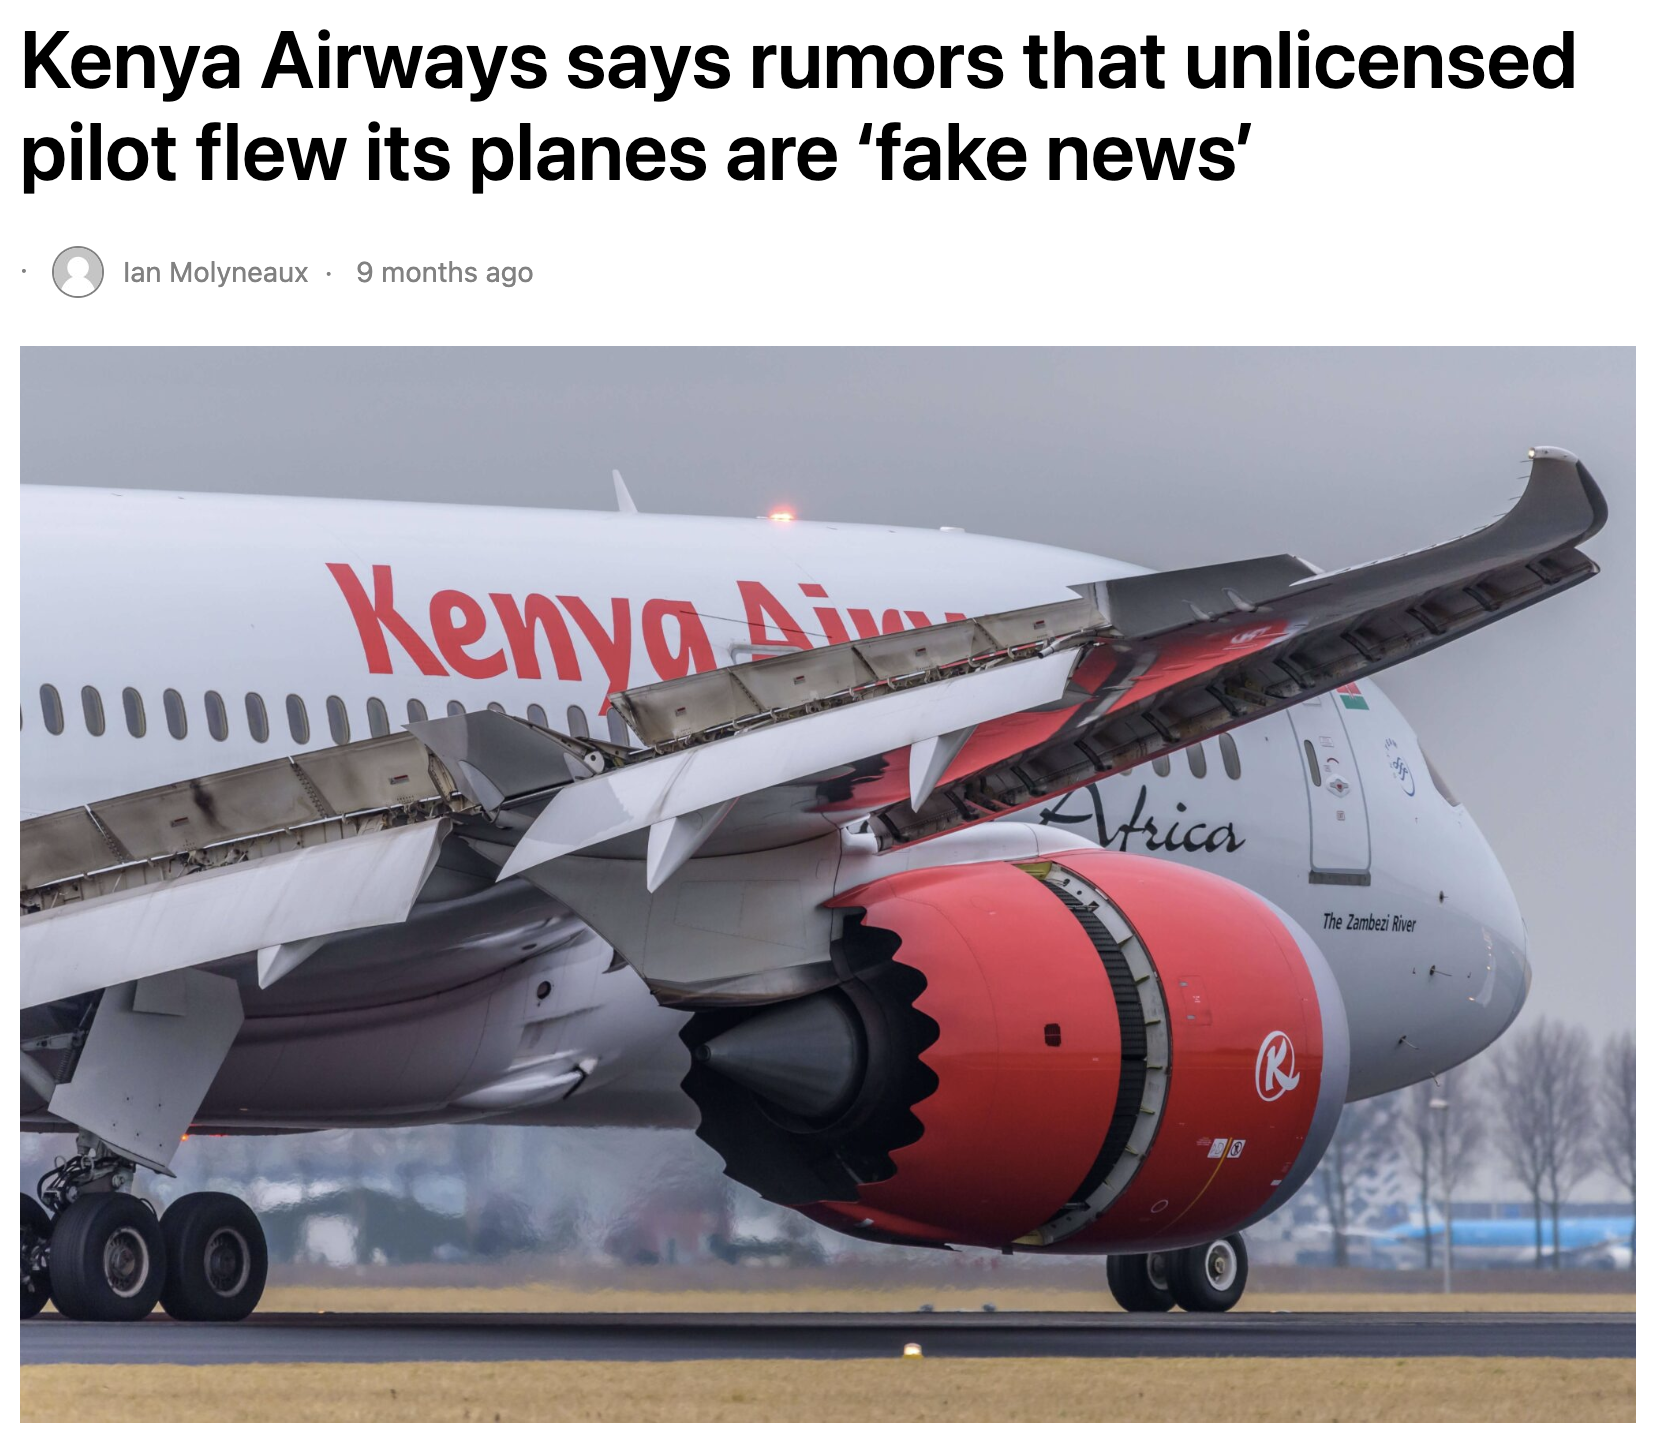 Kenya Airways says rumors that unlicensed
pilot flew its planes are ‘fake news’
· Ian Molyneaux · 9 months ago
Kenya
Africa
The Zambezi River
K